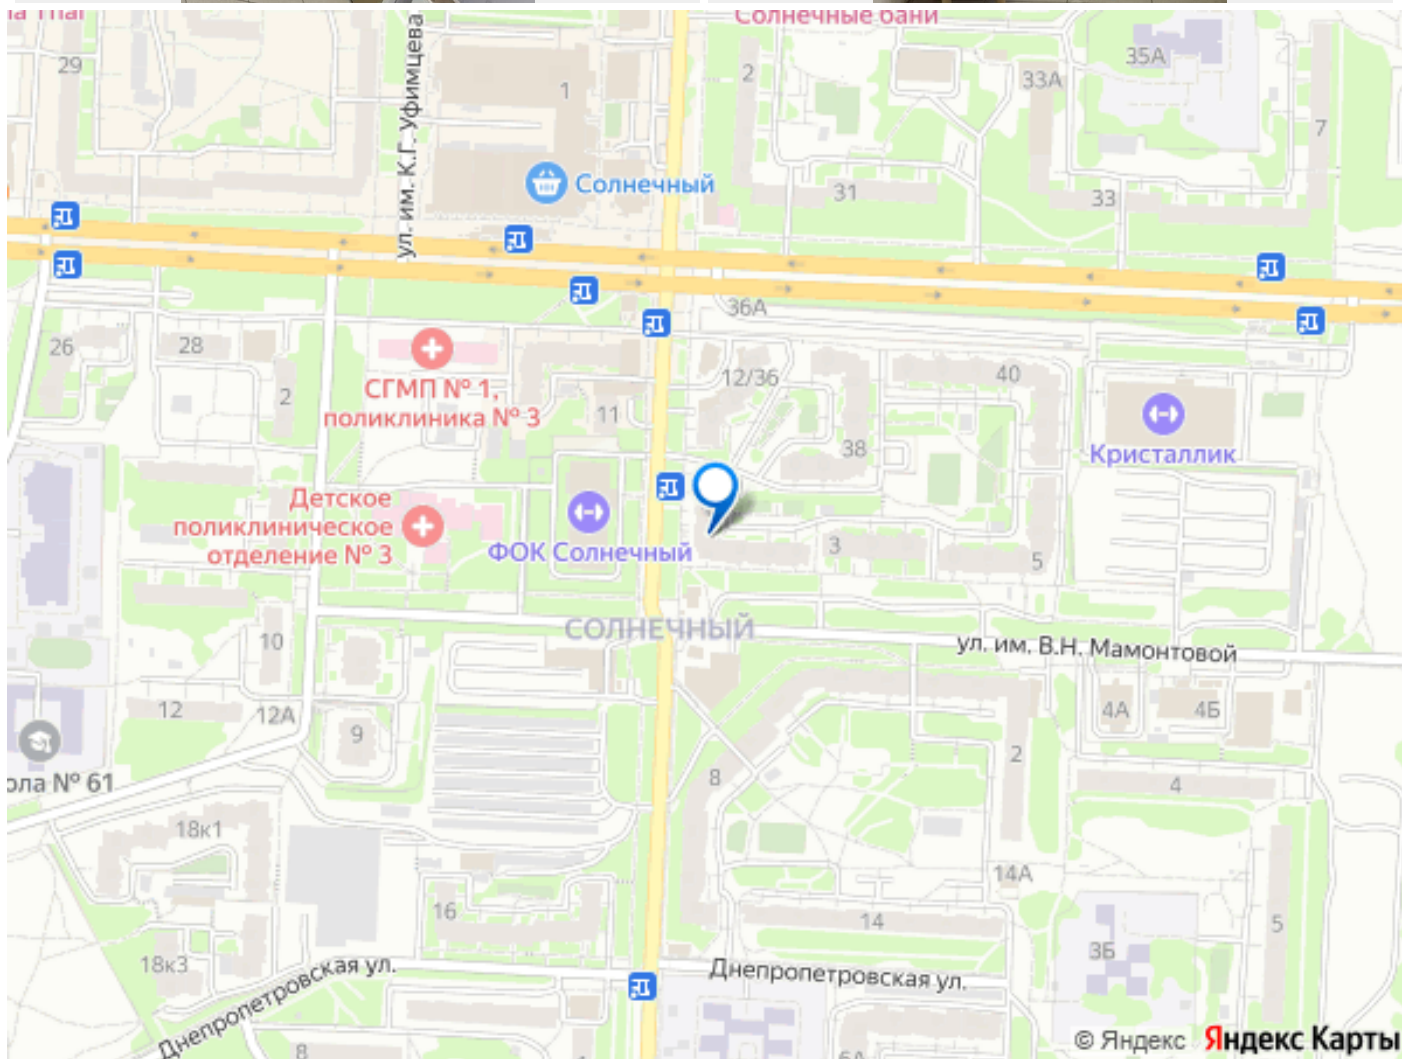 Солнечные бани
29
1
2
35А
33А
7
ул. им. К.Г. Уфимцева
Солнечный
31
33
36А
26
28
2
СГМП № 1,
поликлиника № 3
11
12/36
40
38
Кристаллик
Детское
поликлиническое
отделение № 3
ФОК Солнечный
3
5
СОЛНЕЧНЫЙ
ул. им. В.Н. Мамонтовой
10
12
12А
9
4А
4Б
2
8
4
ола № 61
18к1
14А
16
14
5
18к3
3Б
Днепропетровская ул.
Днепропетровская ул.
8
© Яндекс Яндекс Карты